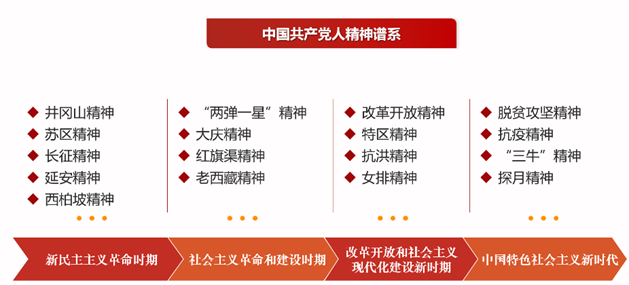 中国共产党人精神谱系
井冈山精神
苏区精神
长征精神
延安精神
西柏坡精神
“两弹一星”精神
大庆精神
红旗渠精神
老西藏精神
改革开放精神
特区精神
抗洪精神
女排精神
脱贫攻坚精神
抗疫精神
“三牛”精神
探月精神
新民主主义革命时期
社会主义革命和建设时期
改革开放和社会主义
现代化建设新时期
中国特色社会主义新时代